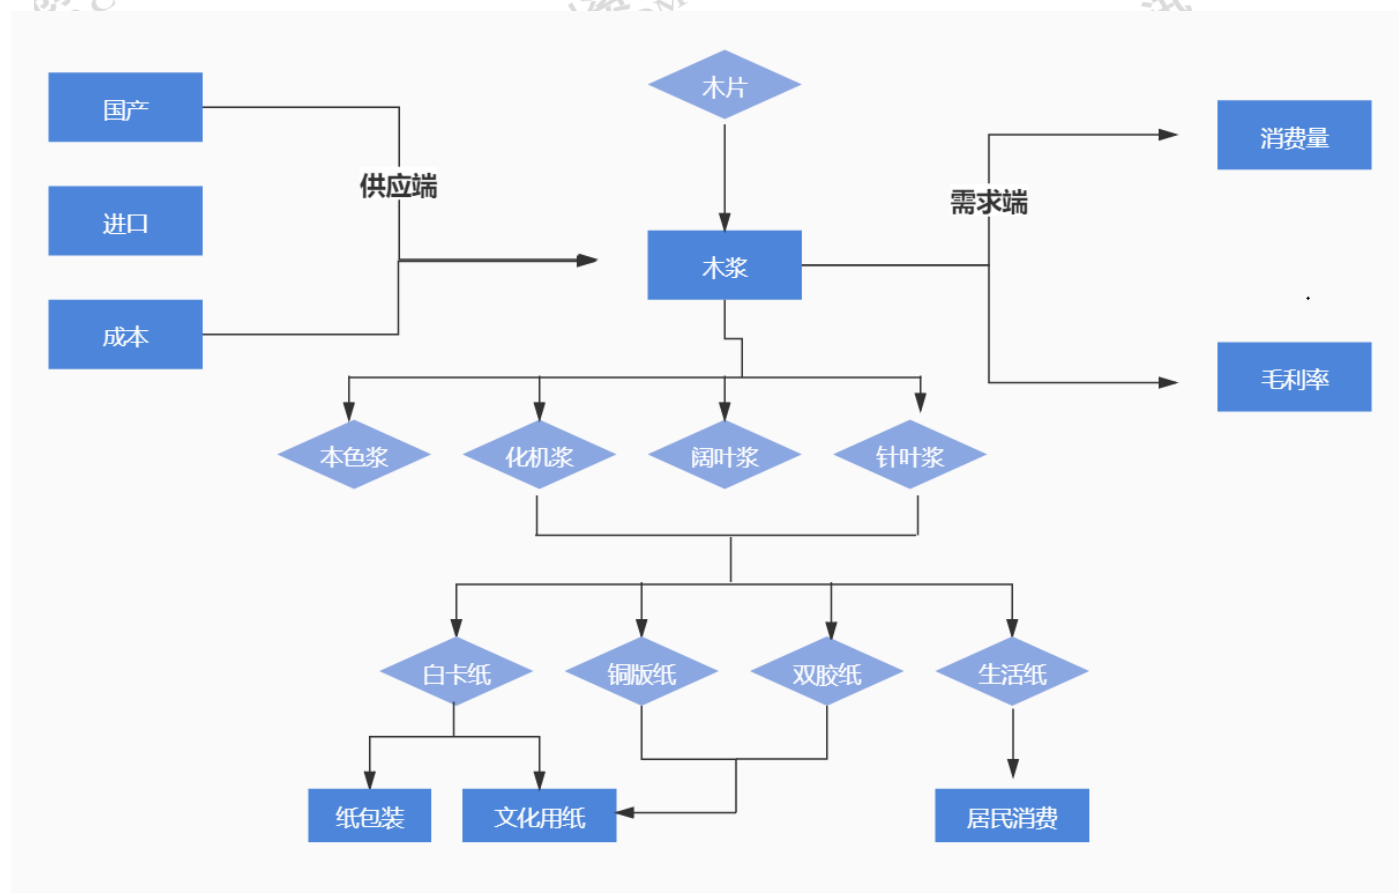 木片
国产
消费量
供应端
需求端
进口
木浆
成本
毛利率
本色浆
化机浆
阔叶浆
针叶浆
白卡纸
铜版纸
双胶纸
生活纸
纸包装
文化用纸
居民消费